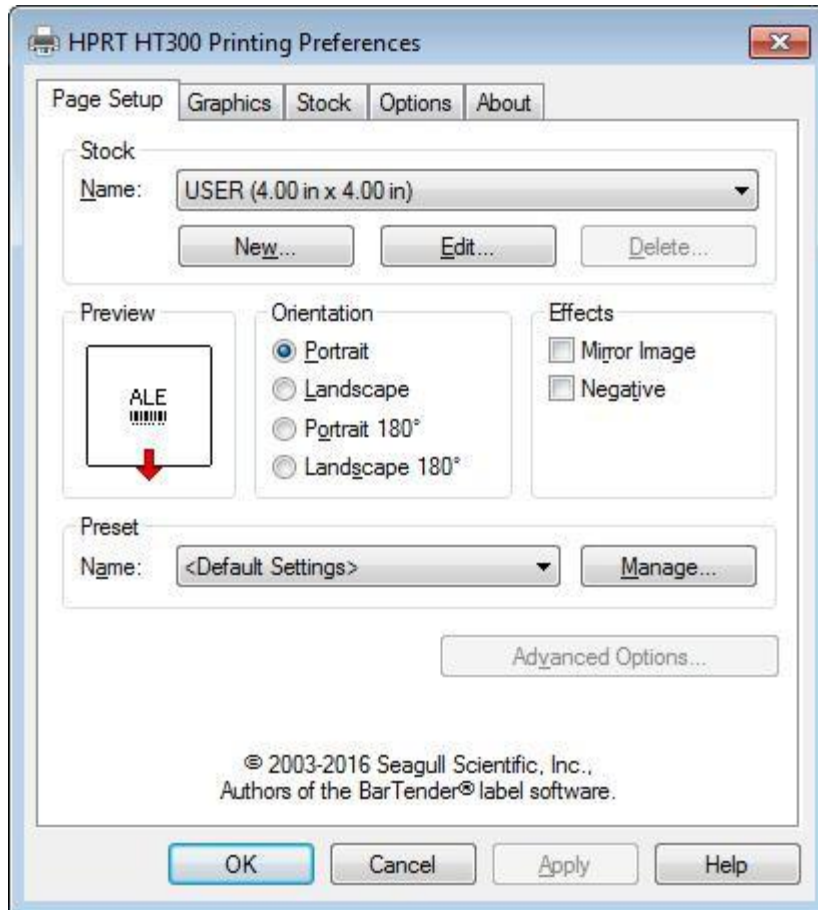 HPRT HT300 Printing Preferences
Page Setup Graphics Stock Options About
Stock
Name: USER (4.00 in x 4.00 in)
New... Edit... Delete...
Preview Orientation Effects
ALE
Portrait
Landscape
Portrait 180°
Landscape 180°
Mirror Image
Negative
Preset
Name: <Default Settings> Manage...
Advanced Options...
© 2003-2016 Seagull Scientific, Inc.,
Authors of the BarTender® label software.
OK Cancel Apply Help